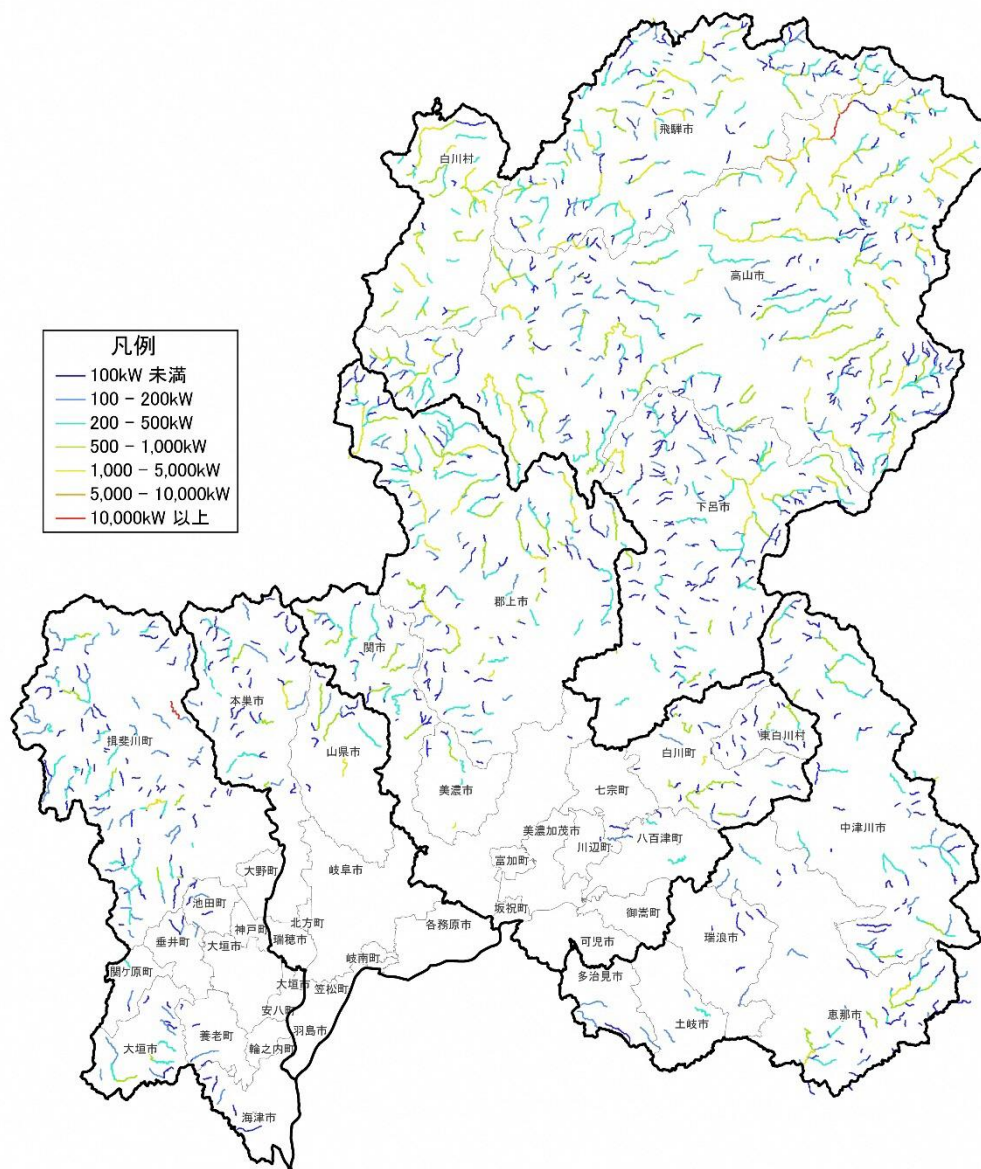 飛騨市
白川村
高山市
凡例
100kW 未満
100 - 200kW
200 - 500kW
500 - 1,000kW
1,000 - 5,000kW
5,000 - 10,000kW
10,000kW 以上
下呂市
郡上市
関市
本巣市
揖斐川町
山県市
白川町
東白川村
美濃市
七宗町
中津川市
美濃加茂市
川辺町
八百津町
富加町
大野町
岐阜市
池田町
坂祝町
御嵩町
北方町
各務原市
神戸町
瑞穂市
垂井町
大垣市
可児市
瑞浪市
岐南町
関ケ原町
多治見市
大垣市
笠松町
安八町
恵那市
土岐市
羽島市
養老町
大垣市
輪之内町
海津市